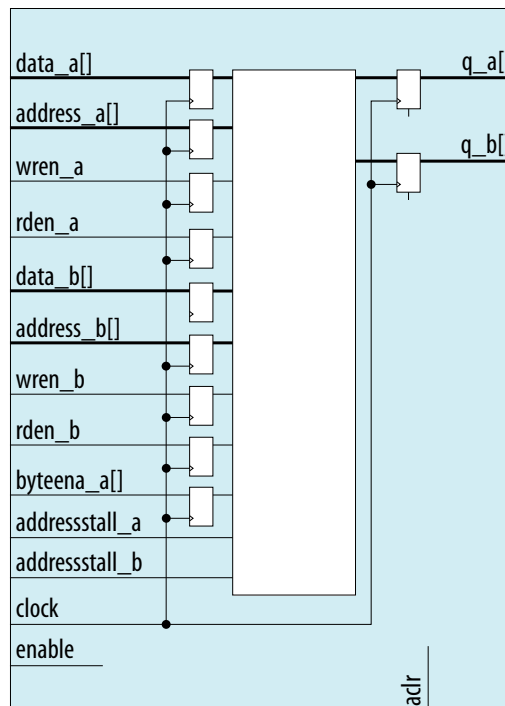 data_a[]
q_a[
address_a[]
q_b[
wren_a
rden_a
data_b[]
address_b[]
wren_b
rden_b
byteena_a[]
addressstall_a
addressstall_b
clock
enable
aclr